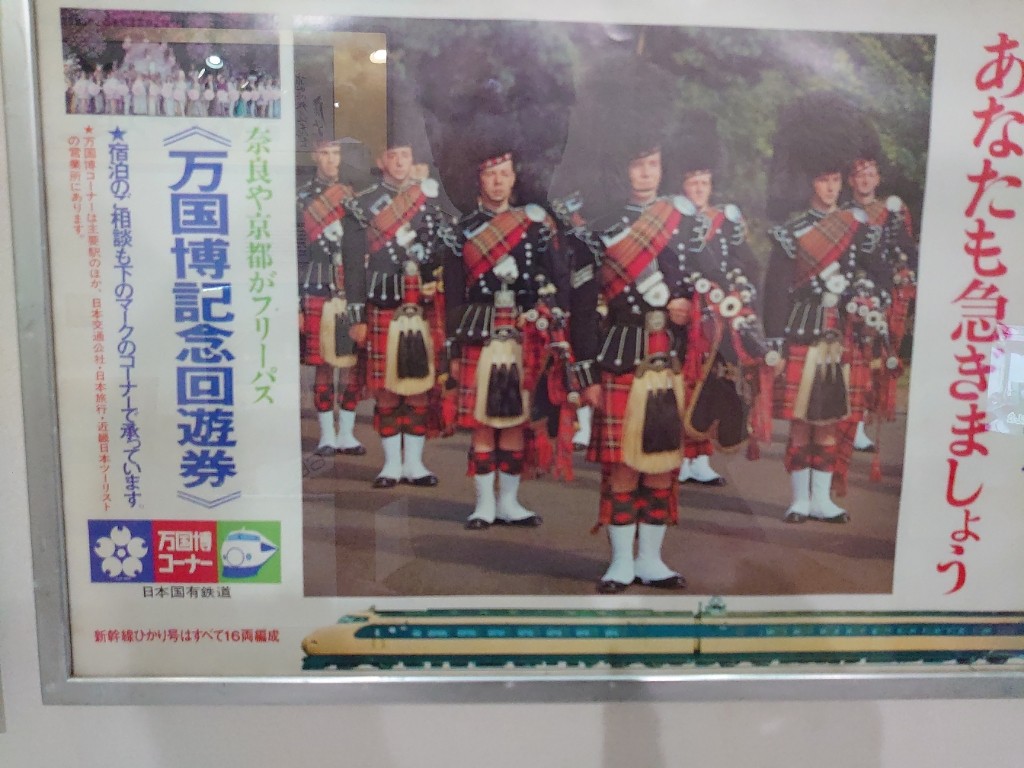 あなたも急ぎましょう
奈良や京都がフリーパス
《万国博記念回遊券》
★宿泊のご相談も下のマークのコーナーで承っています。
★万国博コーナーは主要駅のほか、日本交通公社・日本旅行・近畿日本ツーリスト
の営業所にあります。
万国博
コーナー
日本国有鉄道
新幹線ひかり号はすべて16両編成